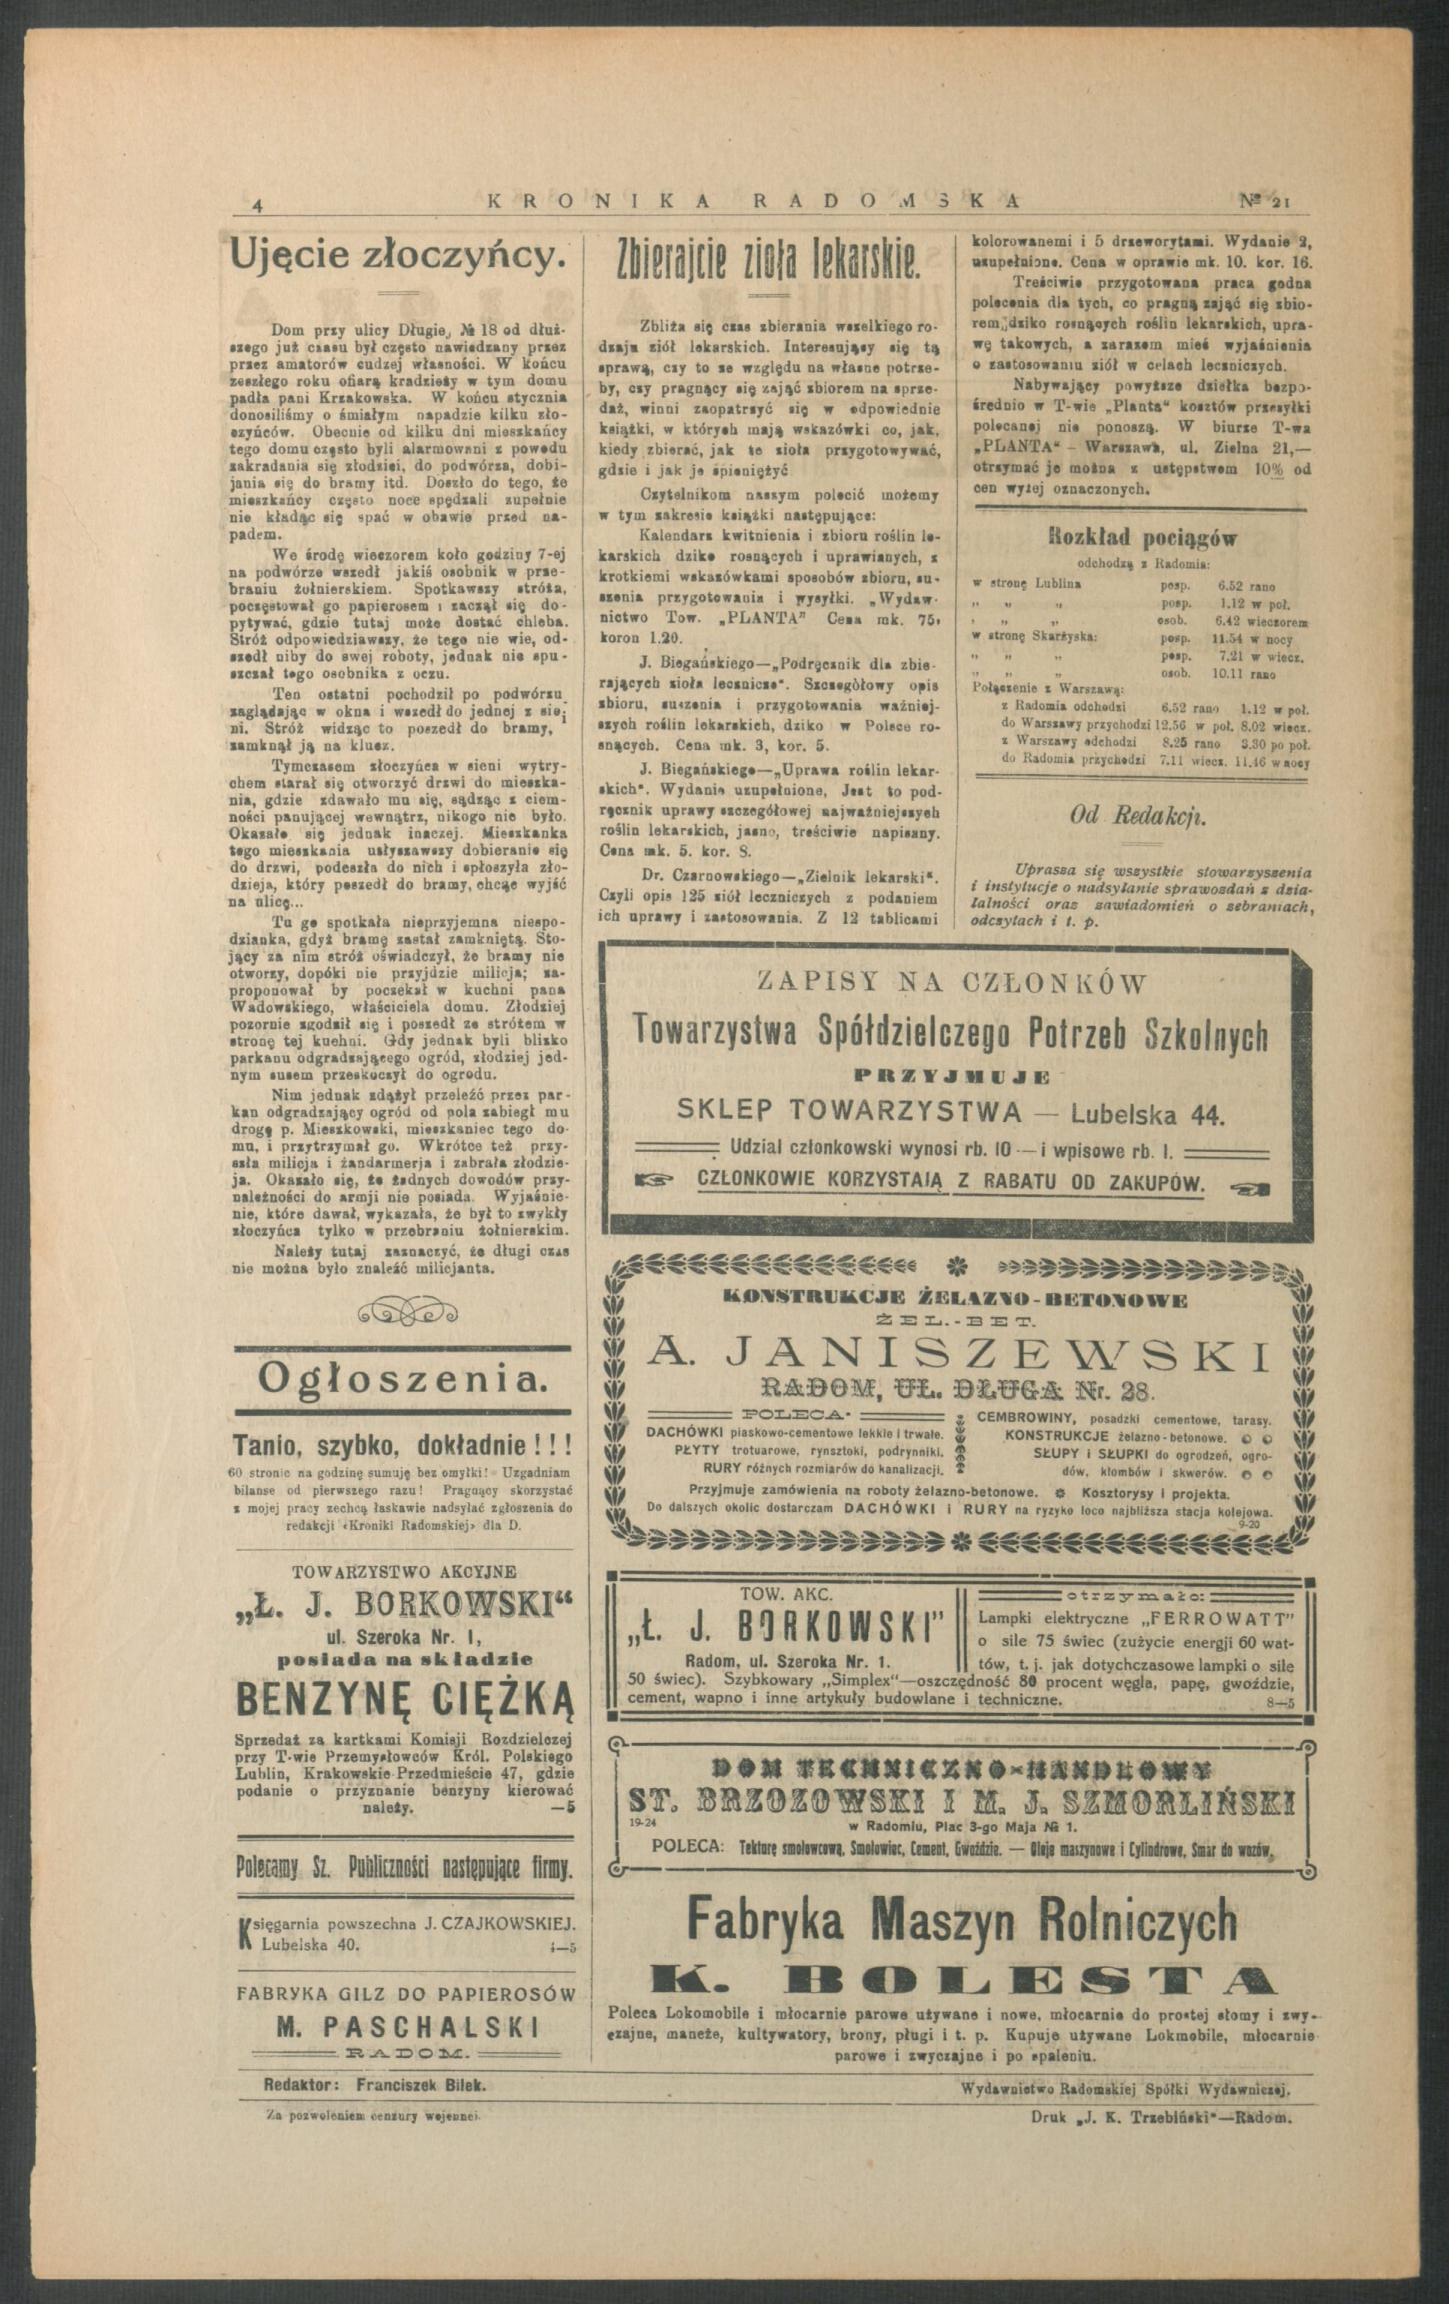 4
KRONIKA RADOMSKA
№ 21
Ujęcie złoczyńcy.
Dom przy ulicy Długiej № 18 od dłuż-
szego już czasu był często nawiedzany przez
przez amatorów cudzej własności. W końcu
zeszłego roku ofiarą kradzieży w tym domu
padła pani Krzakowska. W końcu stycznia
donosiliśmy o śmiałym napadzie kilku zło-
czyńców. Obecnie od kilku dni mieszkańcy
tego domu często byli alarmowani z powodu
zakradania się złodziei, do podwórza, dobi-
jania się do bramy itd. Doszło do tego, że
mieszkańcy często noce spędzali zupełnie
nie kładąc się spać w obawie przed na-
padem.
We środę wieczorem koło godziny 7-ej
na podwórze wszedł jakiś osobnik w prze-
braniu żołnierskiem. Spotkawszy stróża,
poczęstował go papierosem i zaczął się do-
pytywać, gdzie tutaj może dostać chleba.
Stróż odpowiedziawszy, że tego nie wie, od-
szedł niby do swej roboty, jednak nie spu-
szczał tego osobnika z oczu.
Ten ostatni pochodził po podwórzu
zaglądając w okna i wszedł do jednej z sie-
ni. Stróż widząc to poszedł do bramy,
zamknął ją na klucz.
Tymczasem złoczyńca w sieni wytry-
chem starał się otworzyć drzwi do mieszka-
nia, gdzie zdawało mu się, sądząc z ciem-
ności panującej wewnątrz, nikogo nie było.
Okazało się jednak inaczej. Mieszkanka
tego mieszkania usłyszawszy dobieranie się
do drzwi, podeszła do nich i spłoszyła zło-
dzieja, który poszedł do bramy, chcąc wyjść
na ulicę...
Tu go spotkała nieprzyjemna niespo-
dzianka, gdyż bramę zastał zamkniętą. Sto-
jący za nim stróż oświadczył, że bramy nie
otworzy, dopóki nie przyjdzie milicja; za-
proponował by poczekał w kuchni pana
Wadowskiego, właściciela domu. Złodziej
pozornie zgodził się i poszedł ze stróżem w
stronę tej kuchni. Gdy jednak byli blizko
parkanu odgradzającego ogród, złodziej jed-
nym susem przeskoczył do ogrodu.
Nim jednak zdążył przeleźć przez par-
kan odgradzający ogród od pola zabiegł mu
drogę p. Mieszkowski, mieszkaniec tego do-
mu, i przytrzymał go. Wkrótce też przy-
szła milicja i żandarmerja i zabrała złodzie-
ja. Okazało się, że żadnych dowodów przy-
należności do armji nie posiada. Wyjaśnie-
nie, które dawał, wykazała, że był to zwykły
złoczyńca tylko w przebraniu żołnierskim.
Należy tutaj zaznaczyć, że długi czas
nie można było znaleźć milicjanta.
Ogłoszenia.
Tanio, szybko, dokładnie ! ! !
60 stronic na godzinę sumuję bez omyłki! Uzgadniam
bilanse od pierwszego razu! Pragnący skorzystać
z mojej pracy zechcą łaskawie nadsyłać zgłoszenia do
redakcji «Kroniki Radomskiej» dla D.
TOWARZYSTWO AKCYJNE
„Ł. J. BORKOWSKI“
ul. Szeroka Nr. 1,
posiada na składzie
BENZYNĘ CIĘŻKĄ
Sprzedaż za kartkami Komisji Rozdzielczej
przy T-wie Przemysłowców Król. Polskiego
Lublin, Krakowskie-Przedmieście 47, gdzie
podanie o przyznanie benzyny kierować
należy. —5
Polecamy Sz. Publiczności następujące firmy.
Księgarnia powszechna J. CZAJKOWSKIEJ.
Lubelska 40. 4—5
FABRYKA GILZ DO PAPIEROSÓW
M. PASCHALSKI
RADOM.
Zbierajcie zioła lekarskie.
Zbliża się czas zbierania wszelkiego ro-
dzaju ziół lekarskich. Interesujący się tą
sprawą, czy to ze względu na własne potrze-
by, czy pragnący się zająć zbiorem na sprze-
daż, winni zaopatrzyć się w odpowiednie
książki, w których mają wskazówki co, jak,
kiedy zbierać, jak te zioła przygotowywać,
gdzie i jak je śpieniężyć
Czytelnikom naszym polecić możemy
w tym zakresie książki następujące:
Kalendarz kwitnienia i zbioru roślin le-
karskich dziko rosnących i uprawianych, z
krotkiemi wskazówkami sposobów zbioru, su-
szenia przygotowania i wysyłki. „Wydaw-
nictwo Tow. „PLANTA” Cena mk. 75,
koron 1.20.
J. Biegańskiego—„Podręcznik dla zbie-
rających zioła lecznicze“. Szczegòłowy opis
zbioru, suszenia i przygotowania ważniej-
szych roślin lekarskich, dziko w Polsce ro-
snących. Cena mk. 3, kor. 5.
J. Biegańskiego—„Uprawa roślin lekar-
skich“. Wydanie uzupełnione, Jest to pod-
ręcznik uprawy szczegółowej najważniejszych
roślin lekarskich, jasno, treściwie napisany.
Cena mk. 5. kor. 8.
Dr. Czarnowskiego—„Zielnik lekarski“.
Czyli opis 125 ziół leczniczych z podaniem
ich uprawy i zastosowania. Z 12 tablicami
kolorowanemi i 5 drzeworytami. Wydanie 2,
uzupełnione. Cena w oprawie mk. 10. kor. 16.
Treściwie przygotowana praca godna
polecenia dla tych, co pragną zająć się zbio-
rem dziko rosnących roślin lekarskich, upra-
wę takowych, a zarazem mieć wyjaśnienia
o zastosowaniu ziół w celach leczniczych.
Nabywający powyższe dziełka bezpo-
średnio w T-wie „Planta“ kosztów przesyłki
polecanej nie ponoszą. W biurze T-wa
„PLANTA“ – Warszawa, ul. Zielna 21,—
otrzymać je można z ustępstwem 10% od
cen wyżej oznaczonych.
Rozkład pociągów
odchodzą z Radomia:
w stronę Lublina posp. 6.52 rano
„ „ „ posp. 1.12 w poł.
„ „ „ osob. 6.42 wieczorem
w stronę Skarżyska: posp. 11.54 w nocy
„ „ „ posp. 7.21 w wiecz.
„ „ „ osob. 10.11 rano
Połączenie z Warszawą:
z Radomia odchodzi 6.52 rano 1.12 w poł.
do Warszawy przychodzi 12.56 w poł. 8.02 wiecz.
z Warszawy odchodzi 8.25 rano 3.30 po poł.
do Radomia przychodzi 7.11 wiecz. 11.46 w nocy
Od Redakcji.
Uprasza się wszystkie stowarzyszenia
i instytucje o nadsyłanie sprawozdań z dzia-
łalności oraz zawiadomień o zebraniach,
odczytach i t. p.
ZAPISY NA CZŁONKÓW
Towarzystwa Spółdzielczego Potrzeb Szkolnych
PRZYJMUJE
SKLEP TOWARZYSTWA — Lubelska 44.
Udział członkowski wynosi rb. 10 — i wpisowe rb. 1.
CZŁONKOWIE KORZYSTAJĄ Z RABATU OD ZAKUPÓW.
KONSTRUKCJE ŻELAZNO-BETONOWE
ŻEL.-BET.
A. JANISZEWSKI
RADOM, UL. DŁUGA Nr. 28.
POLECA:
DACHÓWKI piaskowo-cementowe lekkie i trwałe.
PŁYTY trotuarowe, rynsztoki, podrynniki.
RURY różnych rozmiarów do kanalizacji.
CEMBROWINY, posadzki cementowe, tarasy.
KONSTRUKCJE żelazno-betonowe.
SŁUPY i SŁUPKI do ogrodzeń, ogro-
dów, klombów i skwerów.
Przyjmuje zamówienia na roboty żelazno-betonowe. Kosztorysy i projekta.
Do dalszych okolic dostarczam DACHÓWKI i RURY na ryzyko loco najbliższa stacja kolejowa.
9-20
TOW. AKC.
„Ł. J. BORKOWSKI”
Radom, ul. Szeroka Nr. 1.
otrzymało:
Lampki elektryczne „FERROWATT”
o sile 75 świec (zużycie energji 60 wat-
tów, t. j. jak dotychczasowe lampki o sile
50 świec). Szybkowary „Simplex“—oszczędność 80 procent węgla, papę, gwoździe,
cement, wapno i inne artykuły budowlane i techniczne. 8—5
DOM TECHNICZNO-HANDLOWY
ST. BRZOZOWSKI I M. J. SZMORLIŃSKI
19-24
w Radomiu, Plac 3-go Maja № 1.
POLECA: Tekturę smołowcową, Smołowiec, Cement, Gwoździe. — Oleje maszynowe i Cylindrowe, Smar do wozów,
Fabryka Maszyn Rolniczych
K. BOLESTA
Poleca Lokomobile i młocarnie parowe używane i nowe, młocarnie do prostej słomy i zwy-
czajne, maneże, kultywatory, brony, pługi i t. p. Kupuje używane Lokmobile, młocarnie
parowe i zwyczajne i po spaleniu.
Redaktor: Franciszek Bilek.
Wydawnictwo Radomskiej Spółki Wydawniczej.
Za pozwoleniem cenzury wojennej.
Druk „J. K. Trzebiński“—Radom.